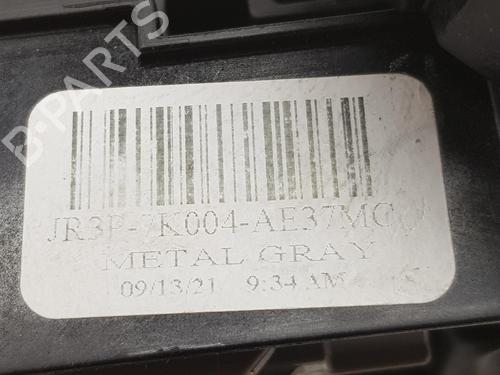 B-PARTS
JR3P-7K004-AE37MC
METAL GRAY
09/13/21 9:34 AM